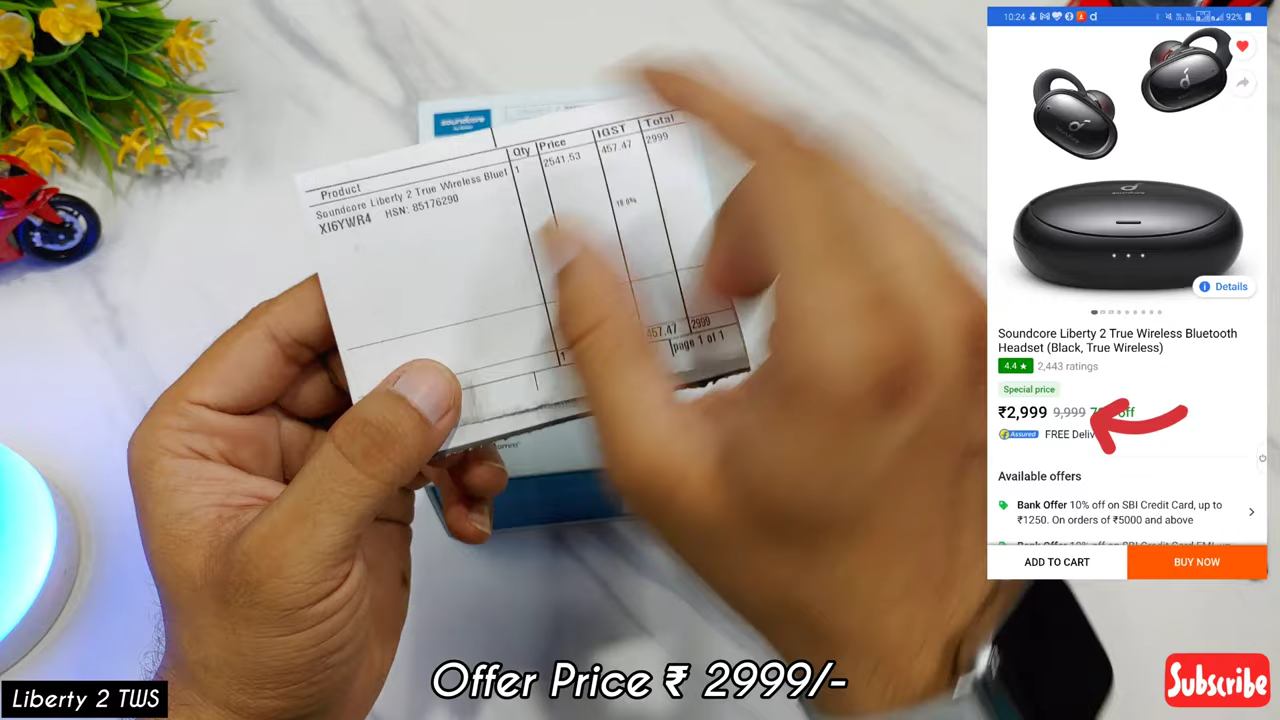 soundcore
Product
Qty
Price
IGST
Total
Soundcore Liberty 2 True Wireless Bluet
1
2541.53
457.47
2999
XI6YWR4 HSN: 85176290
18.0%
1
457.47
2999
page 1 of 1
10:24
92%
Details
Soundcore Liberty 2 True Wireless Bluetooth
Headset (Black, True Wireless)
4.4 ★ 2,443 ratings
Special price
₹2,999 9,999 off
Assured FREE
Available offers
Bank Offer 10% off on SBI Credit Card, up to
₹1250. On orders of ₹5000 and above
ADD TO CART
BUY NOW
Offer Price ₹ 2999/-
Liberty 2 TWS
Subscribe